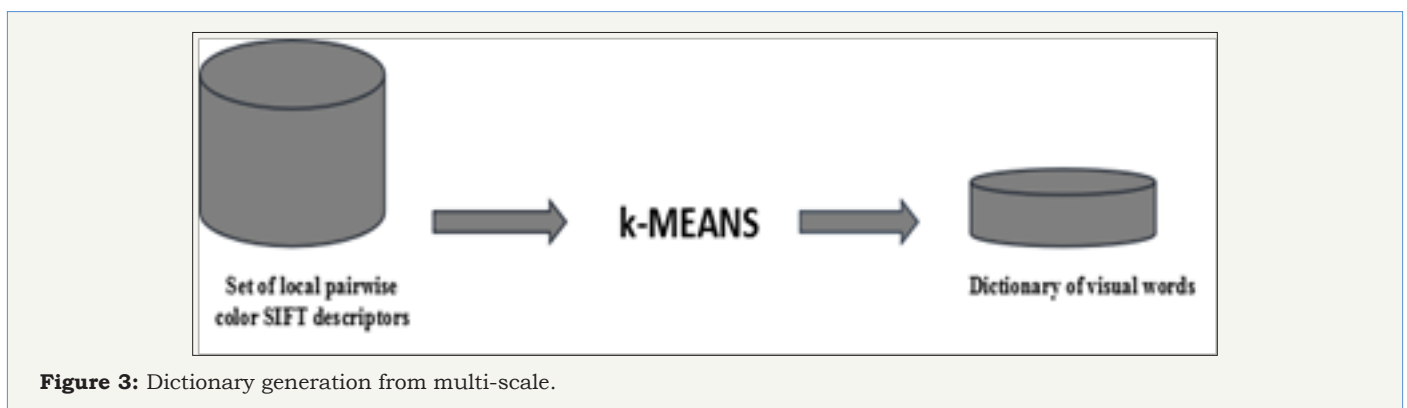 k-MEANS
Set of local pairwise
color SIFT descriptors
Dictionary of visual words
Figure 3: Dictionary generation from multi-scale.